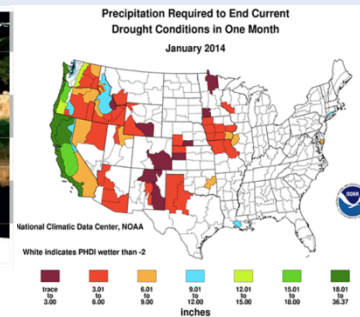 Precipitation Required to End Current
Drought Conditions in One Month
January 2014
NOAA
National Climatic Data Center, NOAA
White indicates PHDI wetter than -2
trace
to
3.00
3.01
to
6.00
6.01
to
9.00
9.01
to
12.00
12.01
to
15.00
15.01
to
18.00
18.01
to
36.37
inches